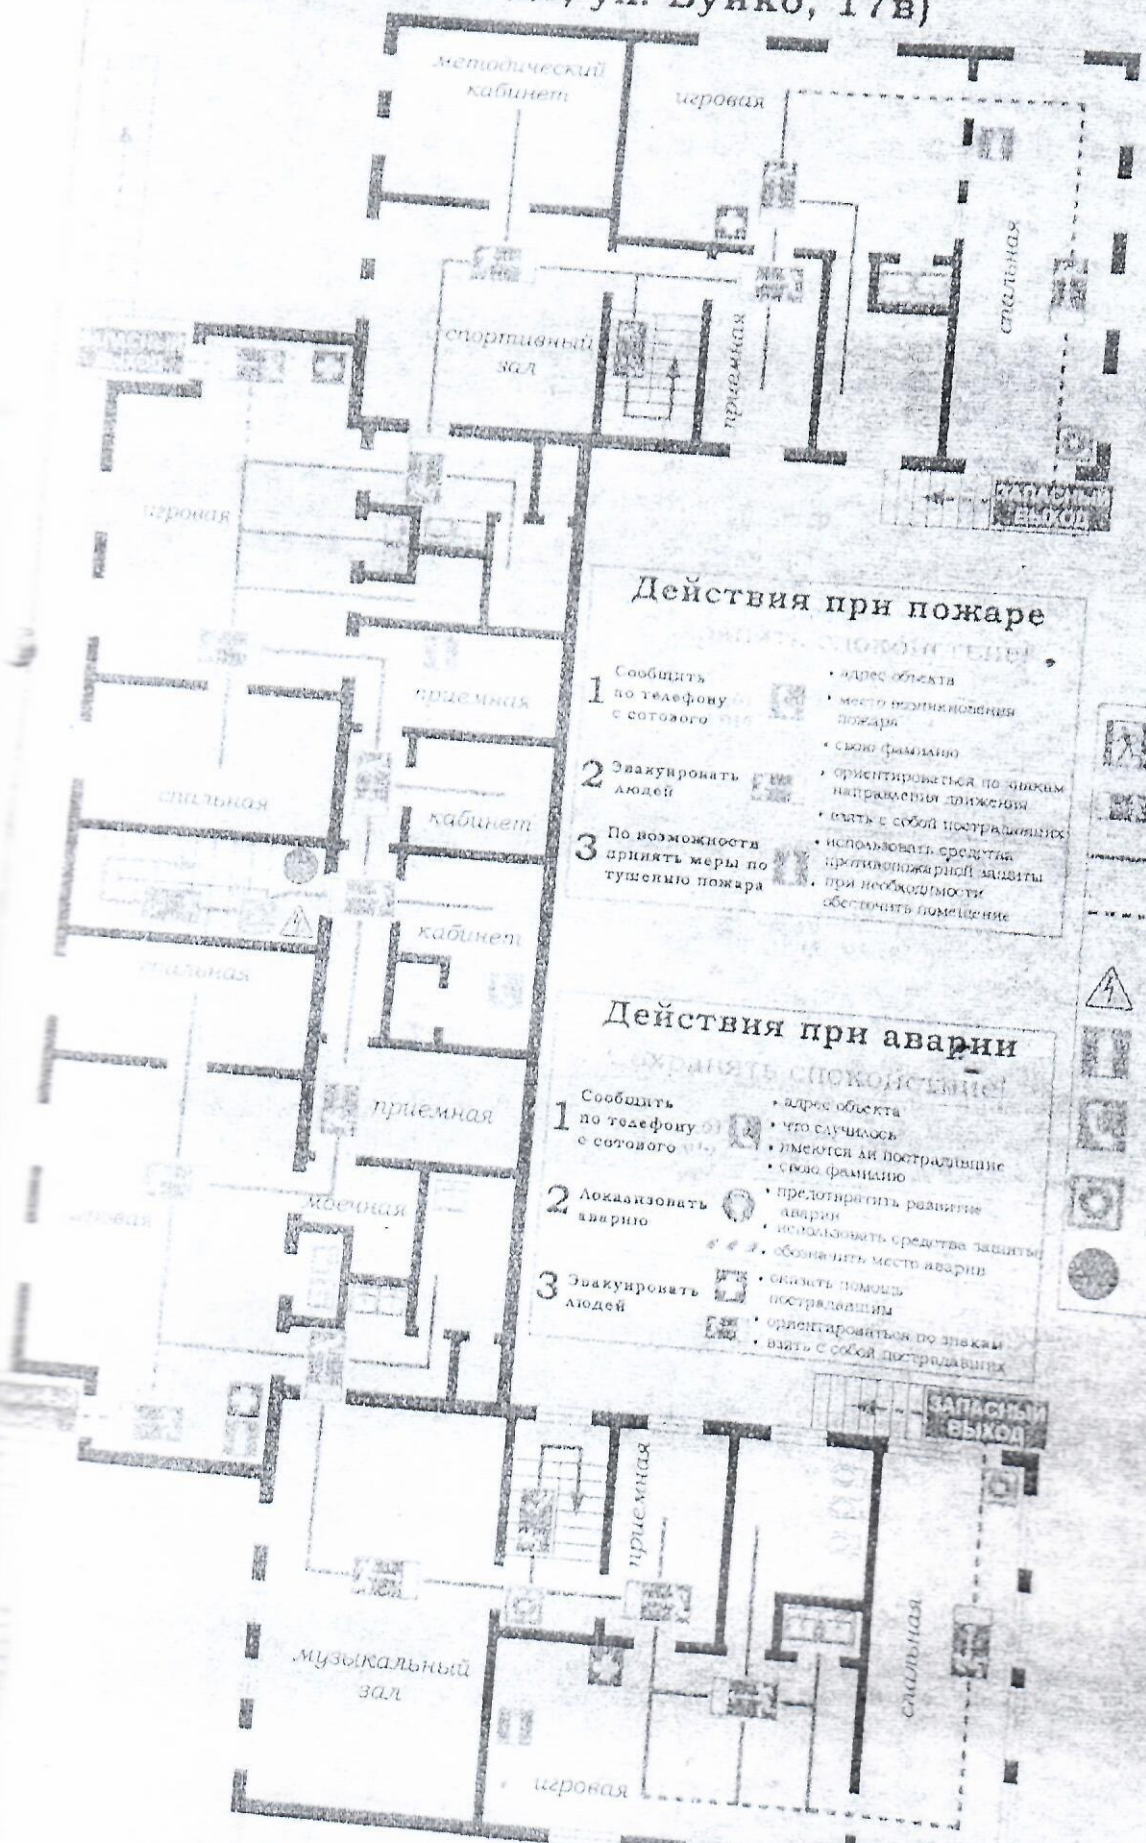 ул. Бунко, 17в)
методический
кабинет
игровая
спальная
спортивный
зал
приемная
игровая
ЗАПАСНЫЙ
ВЫХОД
приемная
спальная
кабинет
кабинет
спальная
приемная
моечная
Действия при пожаре
1 Сообщить
по телефону
с сотового
• адрес объекта
• место возникновения
пожара
• свою фамилию
2 Эвакуировать
людей
• ориентироваться по знакам
направления движения
• взять с собой пострадавших
3 По возможности
принять меры по
тушению пожара
• использовать средства
противопожарной защиты
• при необходимости
обесточить помещение
Действия при аварии
Сохранять спокойствие!
1 Сообщить
по телефону
с сотового
• адрес объекта
• что случилось
• имеются ли пострадавшие
• свою фамилию
2 Локализовать
аварию
• предотвратить развитие
аварии
• использовать средства защиты
• обозначить место аварии
3 Эвакуировать
людей
• оказать помощь
пострадавшим
• ориентироваться по знакам
• взять с собой пострадавших
ЗАПАСНЫЙ
ВЫХОД
приемная
спальная
музыкальный
зал
игровая